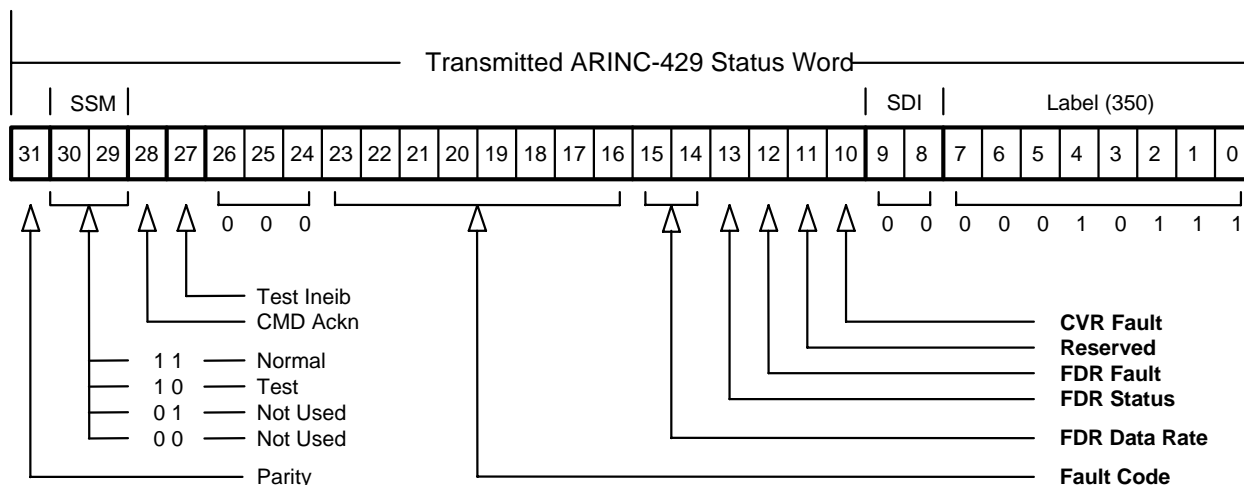 Transmitted ARINC-429 Status Word
SSM SDI Label (350)
31 30 29 28 27 26 25 24 23 22 21 20 19 18 17 16 15 14 13 12 11 10 9 8 7 6 5 4 3 2 1 0
0 0 0 0 0 0 0 0 1 0 1 1 1
Test Ineib
CMD Ackn CVR Fault
Reserved
1 1 Normal
FDR Fault
1 0 Test
FDR Status
0 1 Not Used
0 0 Not Used FDR Data Rate
Parity Fault Code